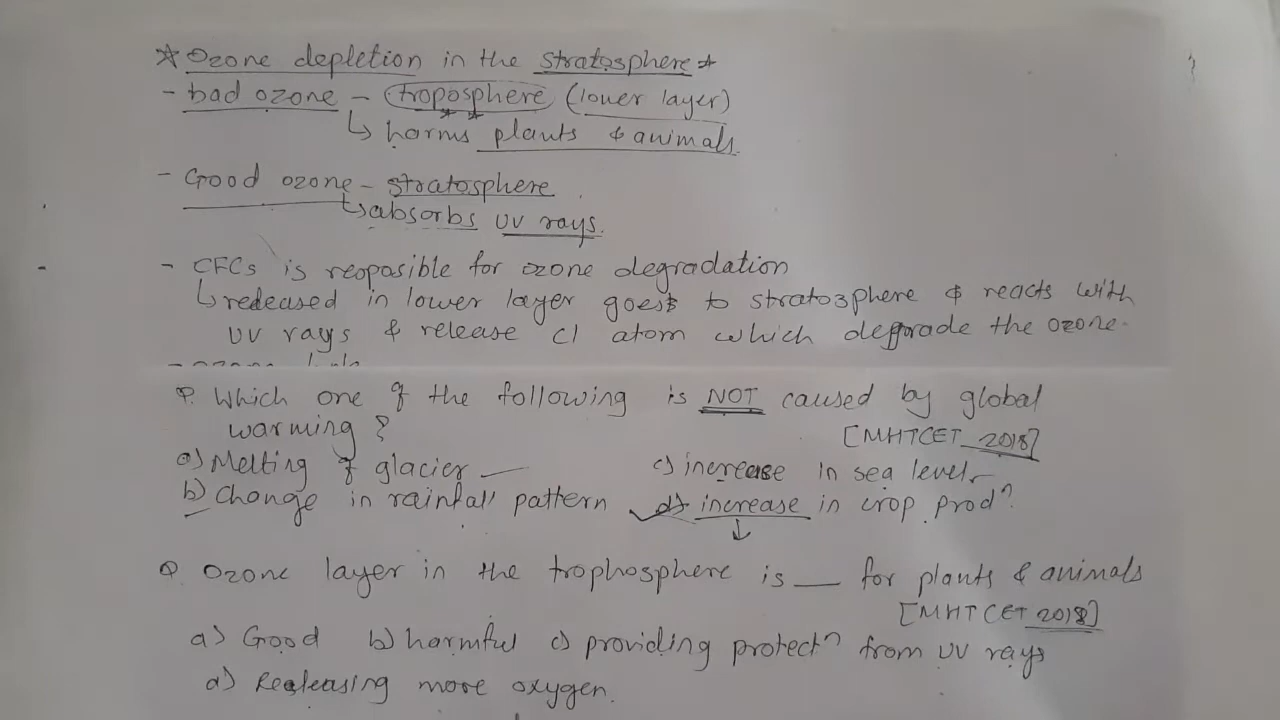 ☆ Ozone depletion in the stratosphere ☆
- bad ozone - troposphere (lower layer)
↳ harms plants & animals.
- Good ozone - stratosphere
↳ absorbs UV rays.
- CFCs is reoposible for ozone degradation
↳ redeased in lower layer goest to stratosphere & reacts with
UV rays & release Cl atom which degrade the ozone.
Q. Which one of the following is NOT caused by global
warming?
[MHTCET 2018]
a) Melting of glacier c) increase in sea level
b) Change in rainfall pattern d) increase in crop prodⁿ
Q. Ozone layer in the trophosphere is __ for plants & animals
[MHTCET 2018]
a) Good b) harmful c) providing protectⁿ from UV rays
d) Realeasing more oxygen.